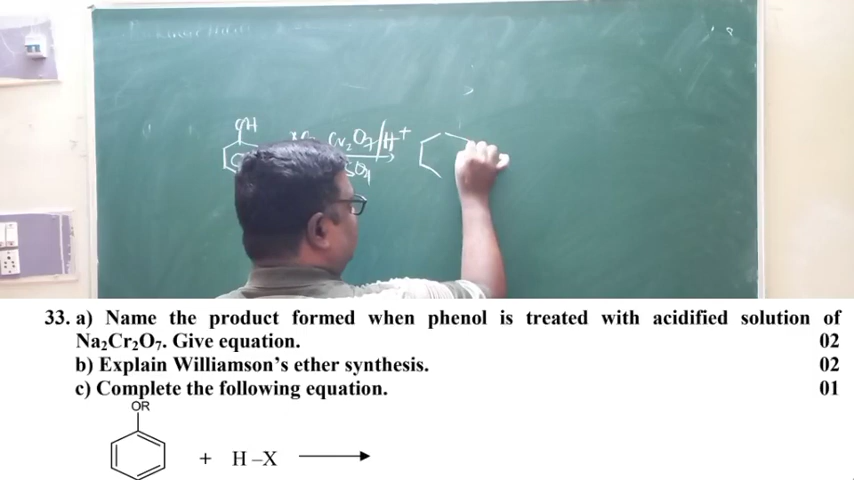 OH
Cr₂O₇/H⁺
SO₄
33. a) Name the product formed when phenol is treated with acidified solution of
Na₂Cr₂O₇. Give equation. 02
b) Explain Williamson’s ether synthesis. 02
c) Complete the following equation. 01
OR
+ H –X